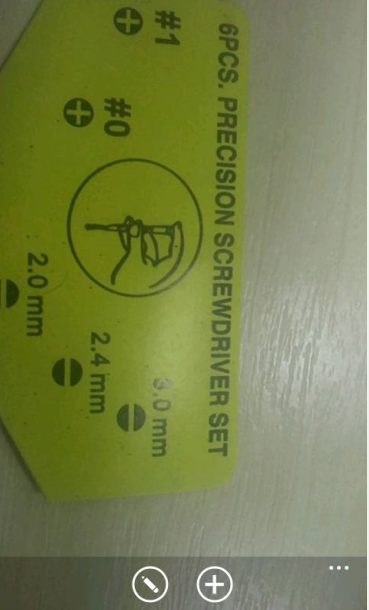 6PCS. PRECISION SCREWDRIVER SET
#1
#0
2.0 mm
2.4 mm
3.0 mm